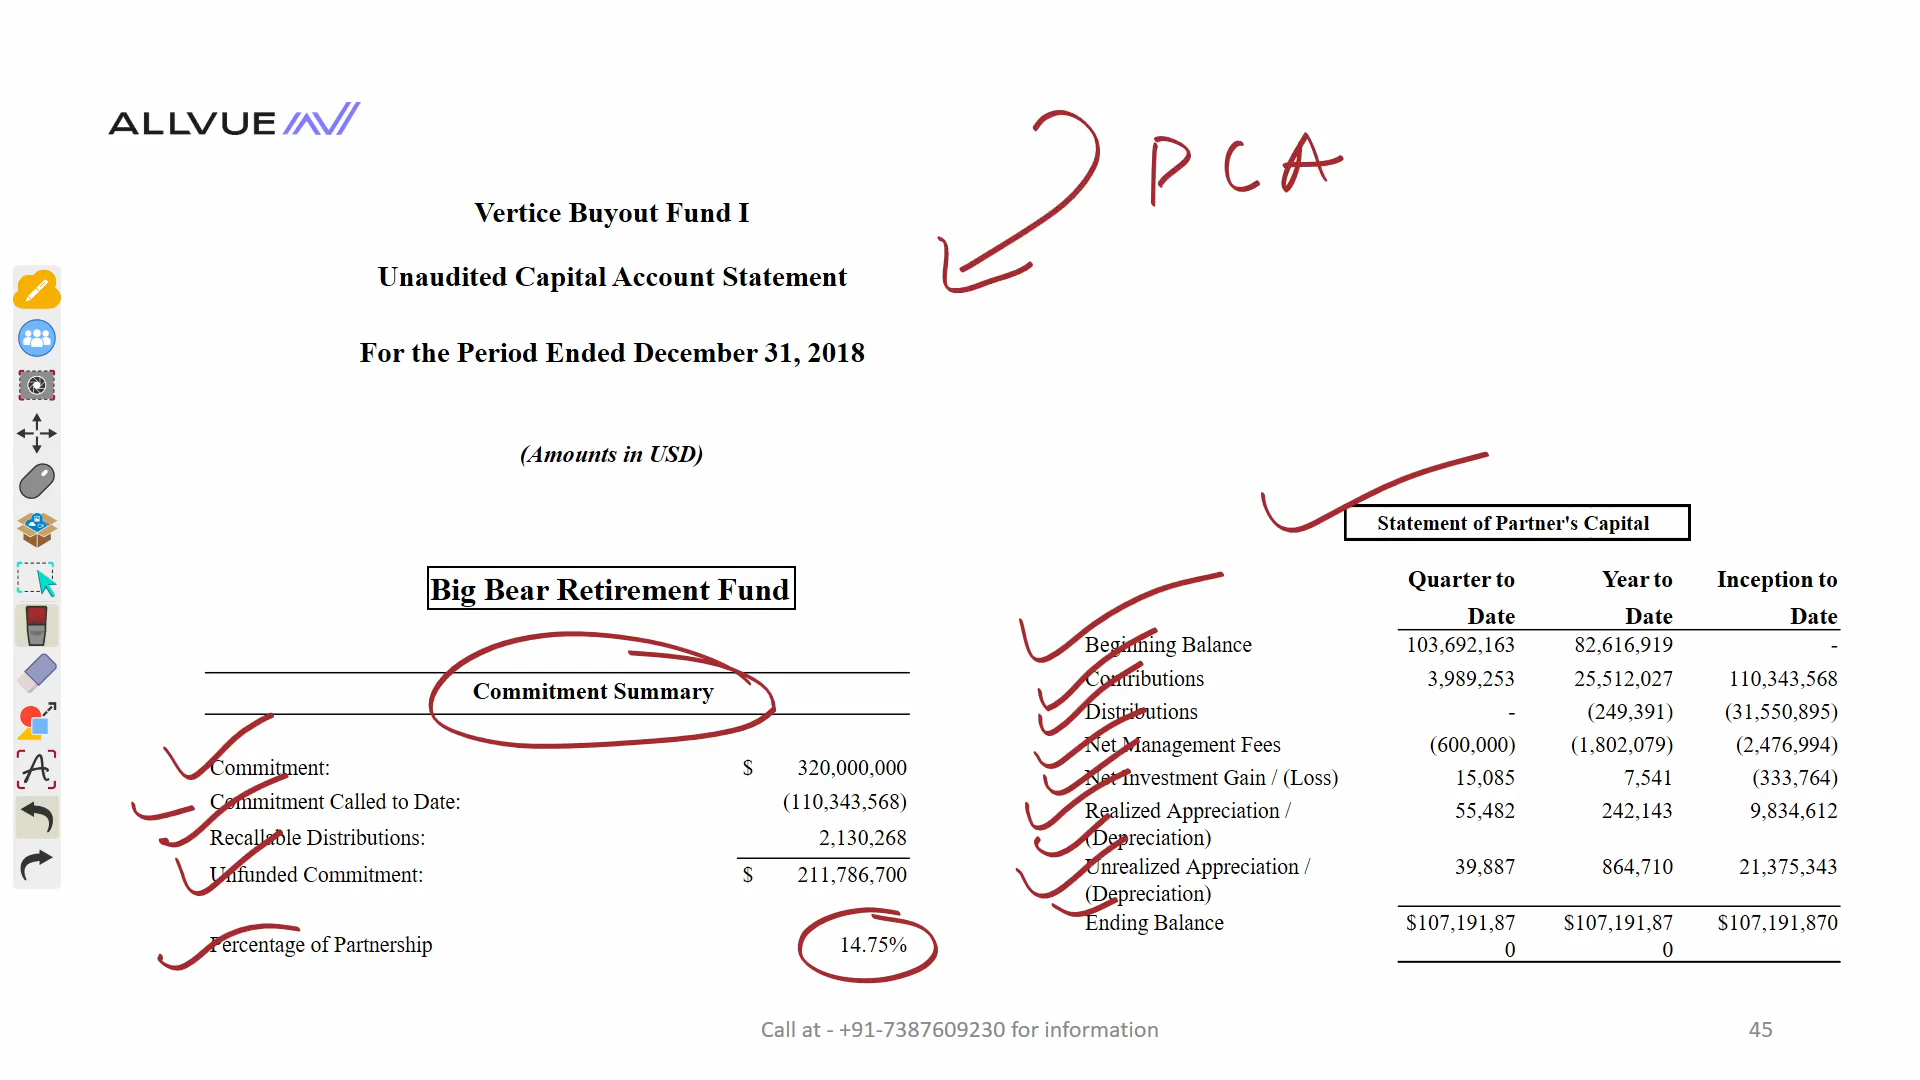 ALLVUE
PCA
Vertice Buyout Fund I
Unaudited Capital Account Statement
For the Period Ended December 31, 2018
(Amounts in USD)
Big Bear Retirement Fund
Commitment Summary
Commitment: $ 320,000,000
Commitment Called to Date: (110,343,568)
Recallable Distributions: 2,130,268
Unfunded Commitment: $ 211,786,700
Percentage of Partnership 14.75%
Statement of Partner's Capital
Quarter to Date Year to Date Inception to Date
Beginning Balance 103,692,163 82,616,919 -
Contributions 3,989,253 25,512,027 110,343,568
Distributions - (249,391) (31,550,895)
Net Management Fees (600,000) (1,802,079) (2,476,994)
Net Investment Gain / (Loss) 15,085 7,541 (333,764)
Realized Appreciation / (Depreciation) 55,482 242,143 9,834,612
Unrealized Appreciation / (Depreciation) 39,887 864,710 21,375,343
Ending Balance $107,191,870 $107,191,870 $107,191,870
Call at - +91-7387609230 for information
45